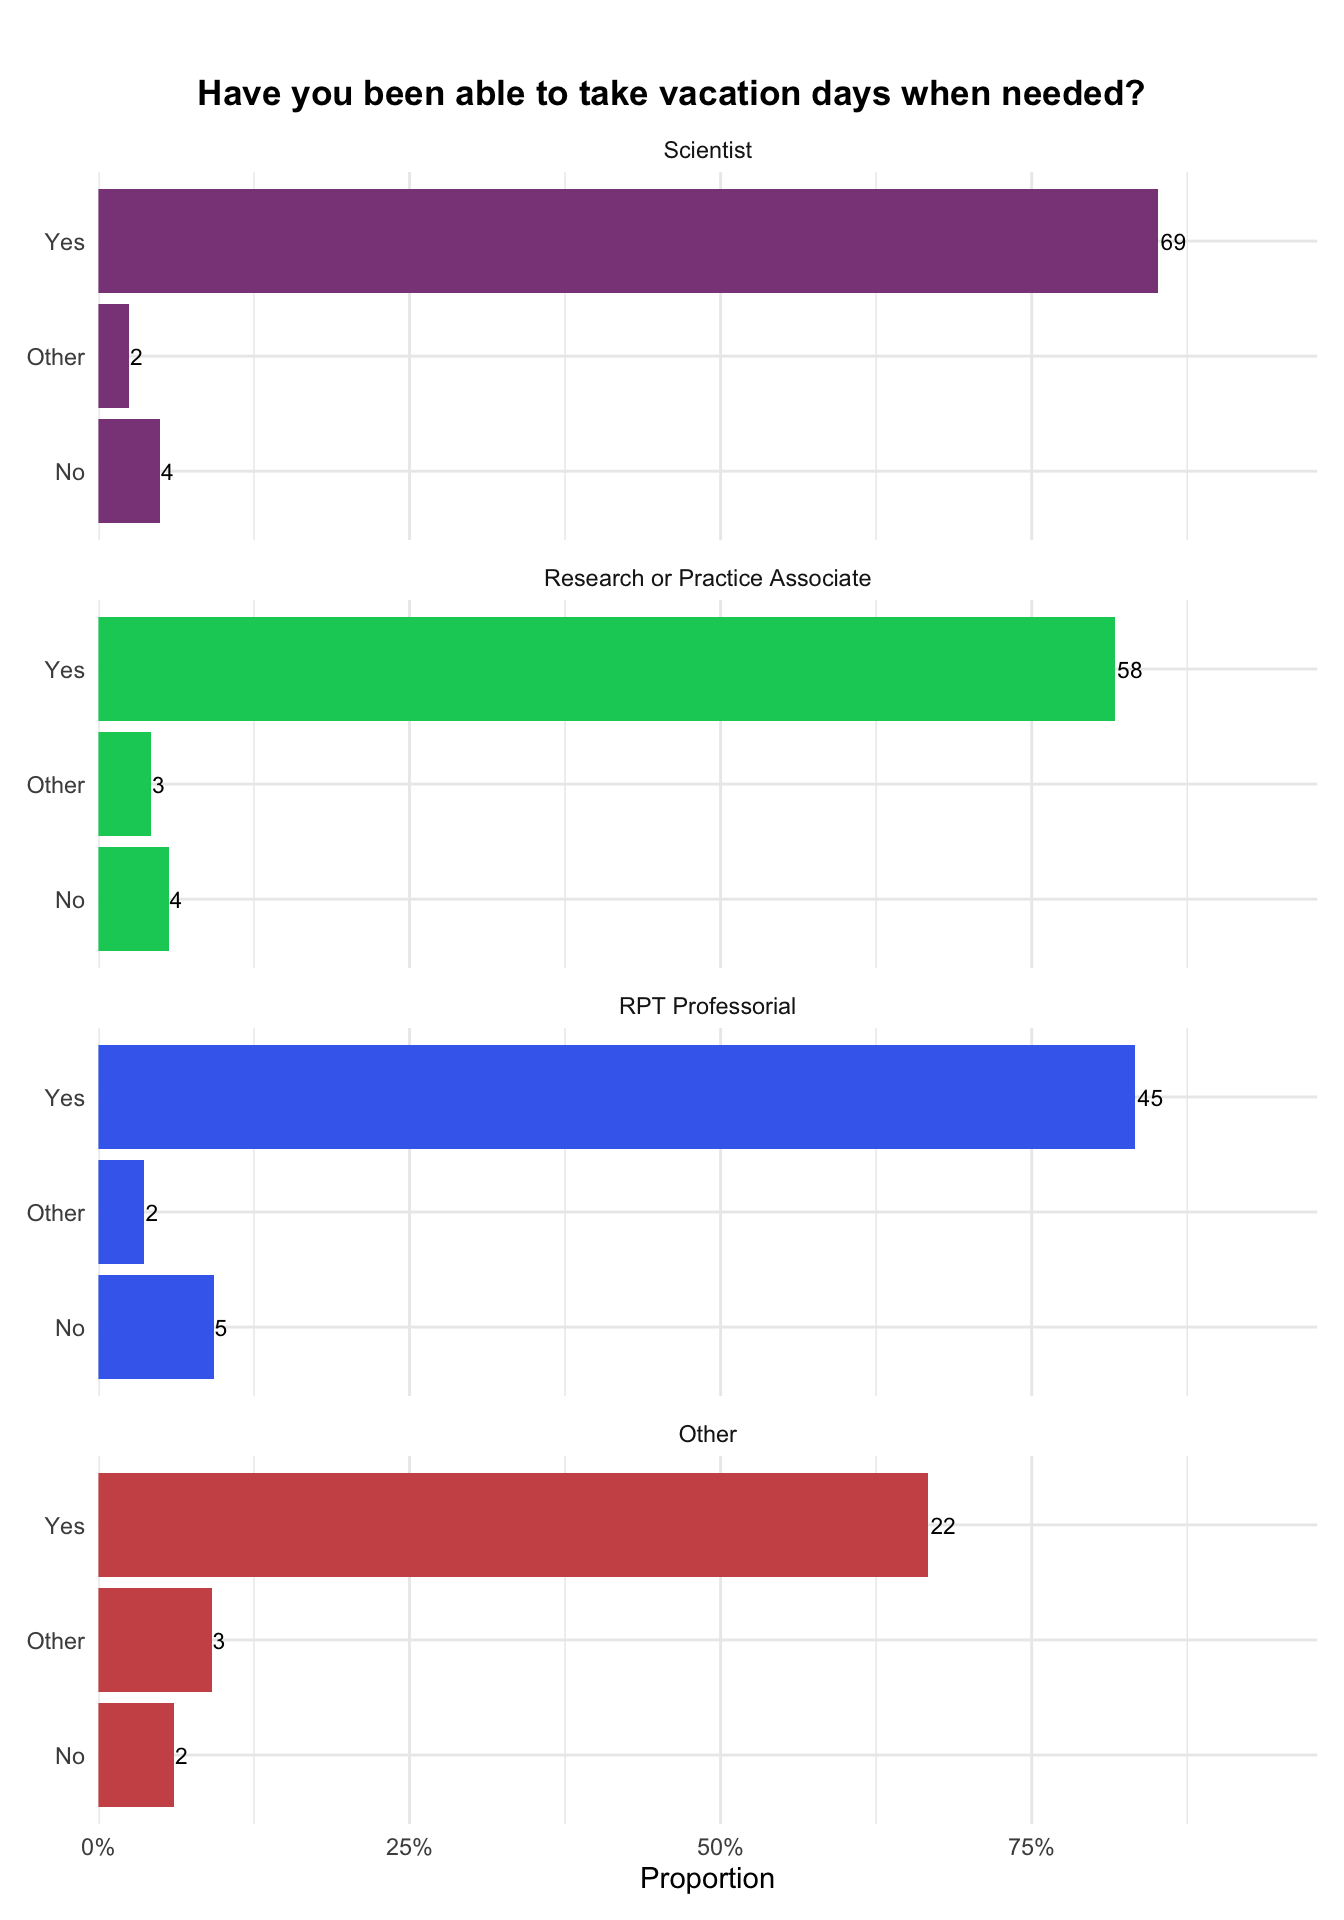 Have you been able to take vacation days when needed?
Scientist
Yes 69
Other 2
No 4
Research or Practice Associate
Yes 58
Other 3
No 4
RPT Professorial
Yes 45
Other 2
No 5
Other
Yes 22
Other 3
No 2
0% 25% 50% 75%
Proportion